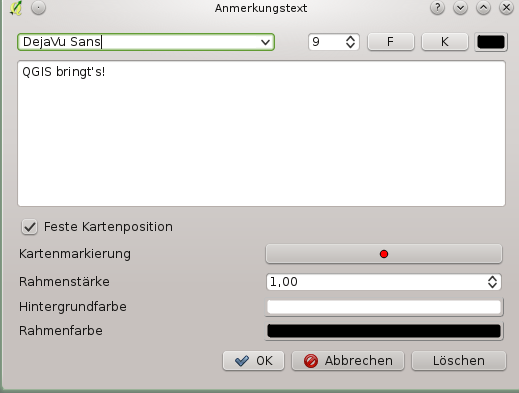 Anmerkungstext
DejaVu Sans 9 F K
QGIS bringt's!
Feste Kartenposition
Kartenmarkierung
Rahmenstärke 1,00
Hintergrundfarbe
Rahmenfarbe
OK Abbrechen Löschen